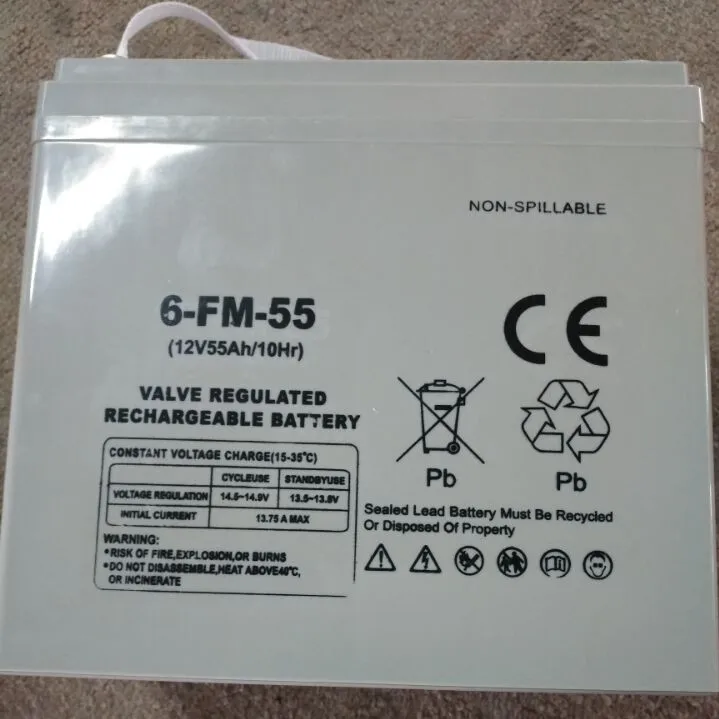 NON-SPILLABLE
6-FM-55
(12V55Ah/10Hr)
CE
VALVE REGULATED
RECHARGEABLE BATTERY
CONSTANT VOLTAGE CHARGE(15-35℃)
CYCLEUSE STANDBYUSE
VOLTAGE REGULATION 14.5~14.9V 13.5~13.8V
INITIAL CURRENT 13.75 A MAX
WARNING:
•RISK OF FIRE,EXPLOSION,OR BURNS
•DO NOT DISASSEMBLE,HEAT ABOVE40℃,
OR INCINERATE
Pb Pb
Sealed Lead Battery Must Be Recycled
Or Disposed Of Property